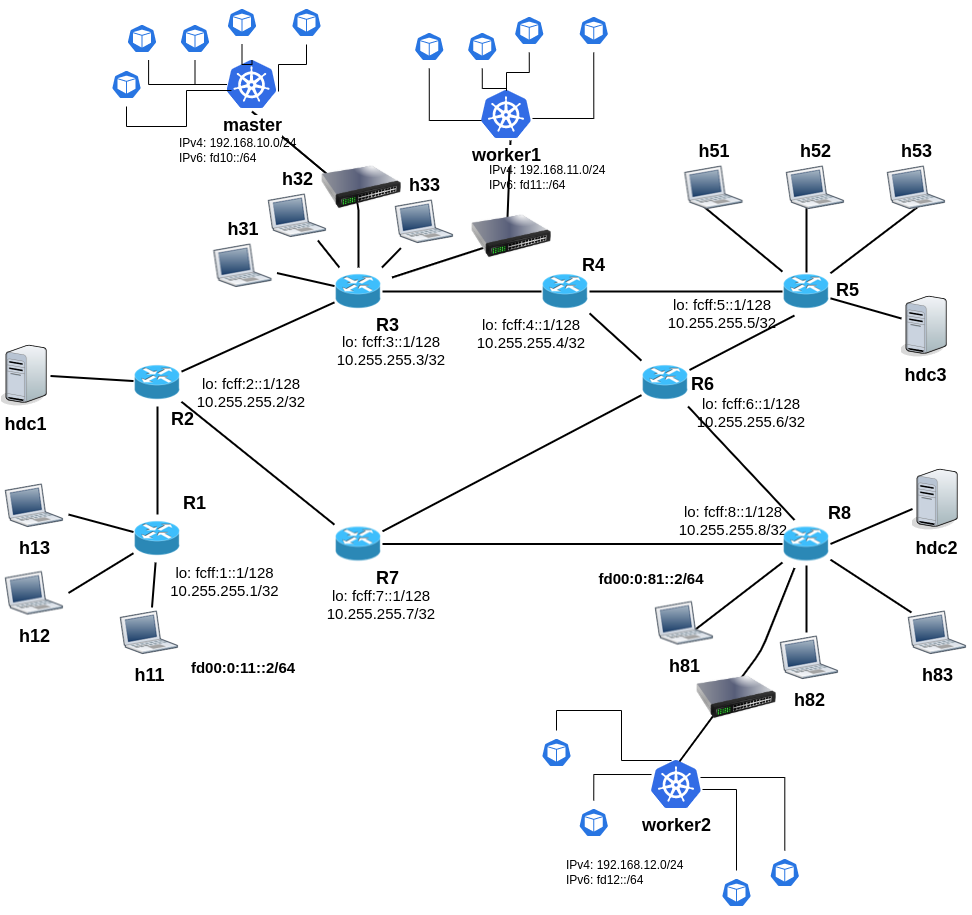 master
IPv4: 192.168.10.0/24
IPv6: fd10::/64
worker1
IPv4: 192.168.11.0/24
IPv6: fd11::/64
h51
h52
h53
h32
h33
h31
R4
R5
R3
lo: fcff:3::1/128
10.255.255.3/32
lo: fcff:4::1/128
10.255.255.4/32
lo: fcff:5::1/128
10.255.255.5/32
hdc3
hdc1
R2
lo: fcff:2::1/128
10.255.255.2/32
R6
lo: fcff:6::1/128
10.255.255.6/32
R1
lo: fcff:1::1/128
10.255.255.1/32
h13
h12
h11
fd00:0:11::2/64
R7
lo: fcff:7::1/128
10.255.255.7/32
lo: fcff:8::1/128
10.255.255.8/32
R8
hdc2
fd00:0:81::2/64
h81
h82
h83
worker2
IPv4: 192.168.12.0/24
IPv6: fd12::/64